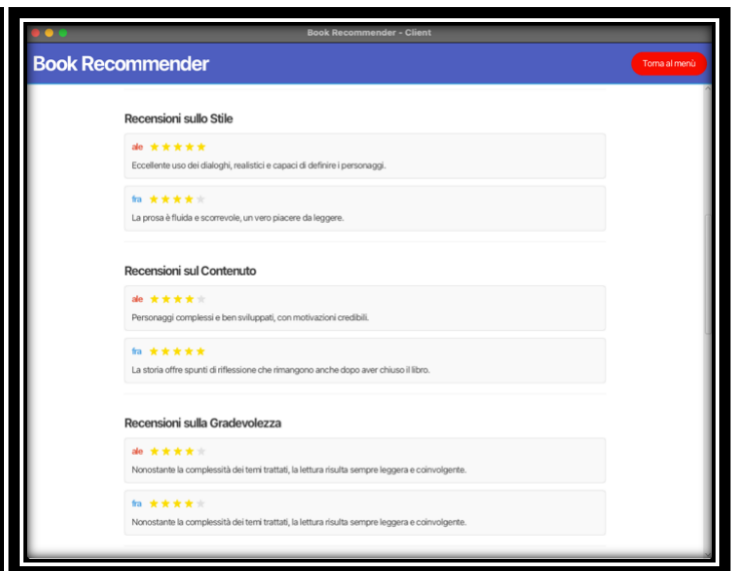 Book Recommender - Client
Book Recommender
Torna al menù
Recensioni sullo Stile
ale
Eccellente uso dei dialoghi, realistici e capaci di definire i personaggi.
fra
La prosa è fluida e scorrevole, un vero piacere da leggere.
Recensioni sul Contenuto
ale
Personaggi complessi e ben sviluppati, con motivazioni credibili.
fra
La storia offre spunti di riflessione che rimangono anche dopo aver chiuso il libro.
Recensioni sulla Gradevolezza
ale
Nonostante la complessità dei temi trattati, la lettura risulta sempre leggera e coinvolgente.
fra
Nonostante la complessità dei temi trattati, la lettura risulta sempre leggera e coinvolgente.